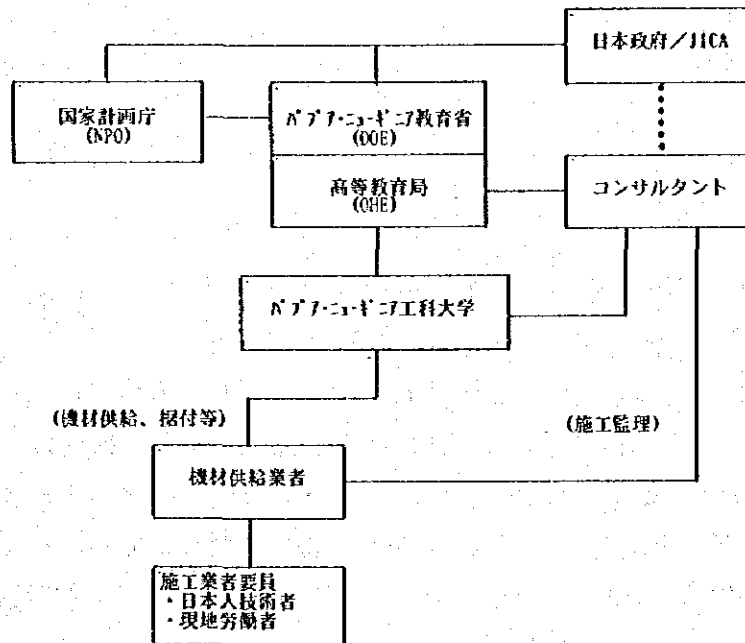 日本政府／JICA
国家計画庁
(NPO)
パプア・ニューギニア教育省
(DOE)
高等教育局
(OHE)
コンサルタント
パプア・ニューギニア工科大学
(機材供給、据付等)
(施工監理)
機材供給業者
施工業者要員
・日本人技術者
・現地労働者